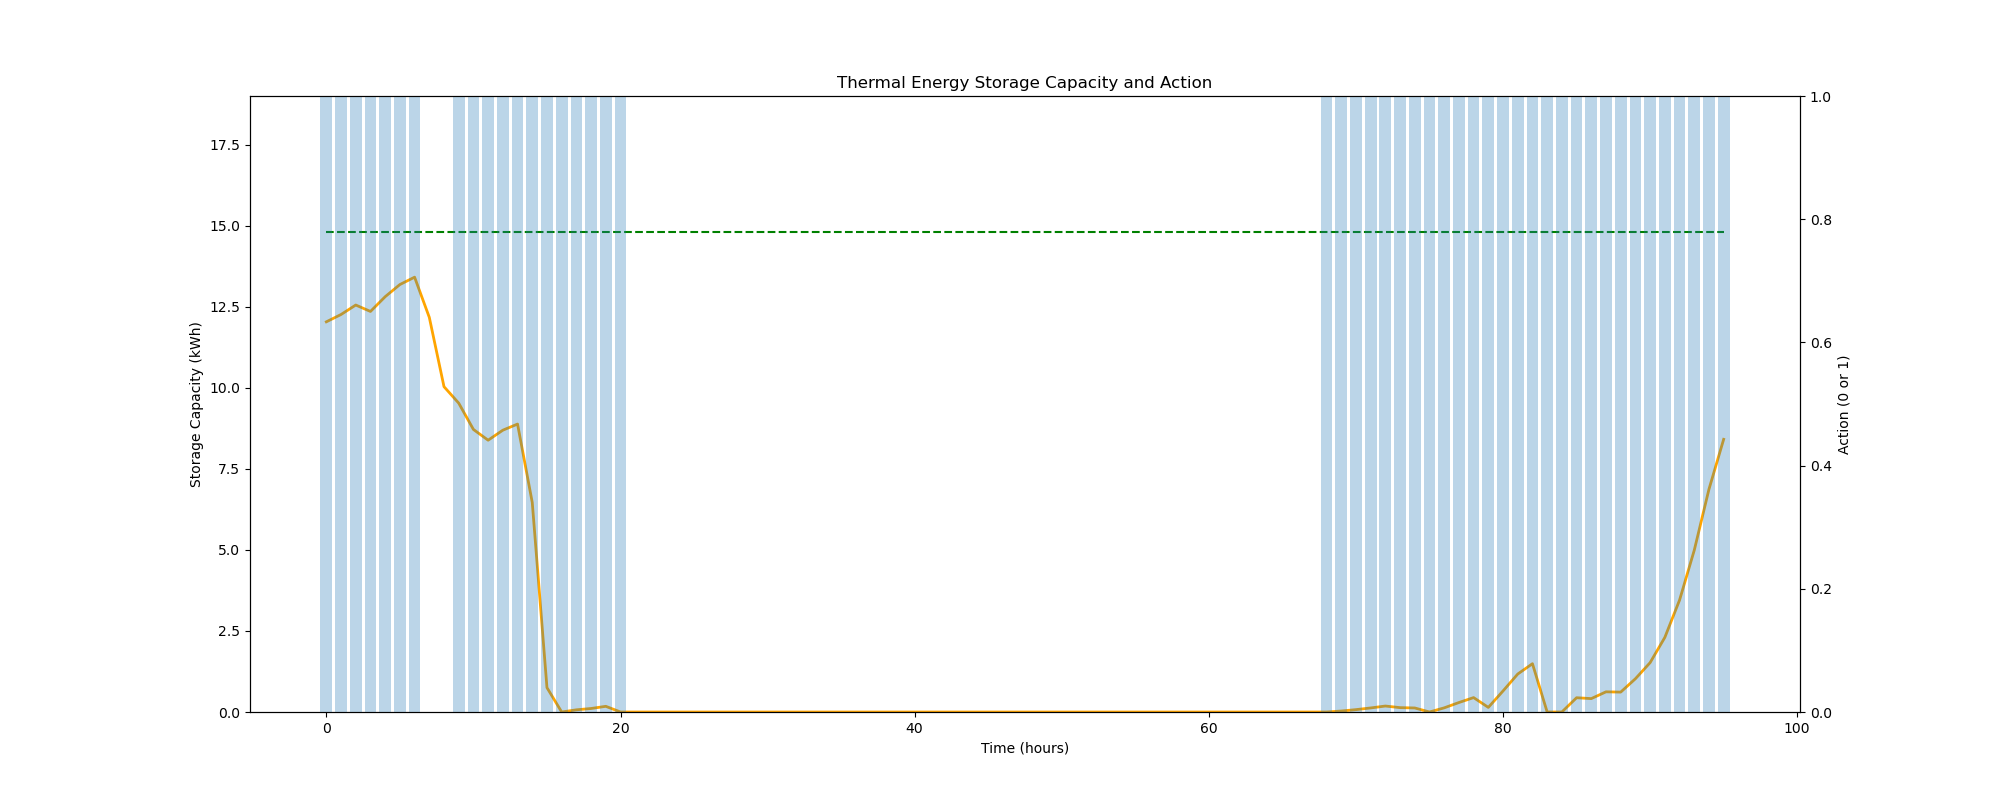 Thermal Energy Storage Capacity and Action
Storage Capacity (kWh)
17.5
15.0
12.5
10.0
7.5
5.0
2.5
0.0
1.0
0.8
0.6
0.4
0.2
0.0
Action (0 or 1)
0 20 40 60 80 100
Time (hours)